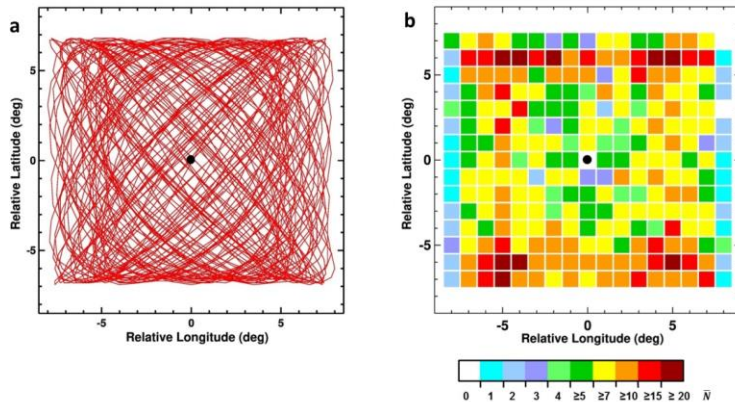 a
5
0
-5
Relative Latitude (deg)
-5 0 5
Relative Longitude (deg)
b
5
0
-5
Relative Latitude (deg)
-5 0 5
Relative Longitude (deg)
0 1 2 3 4 ≥5 ≥7 ≥10 ≥15 ≥ 20 N̅